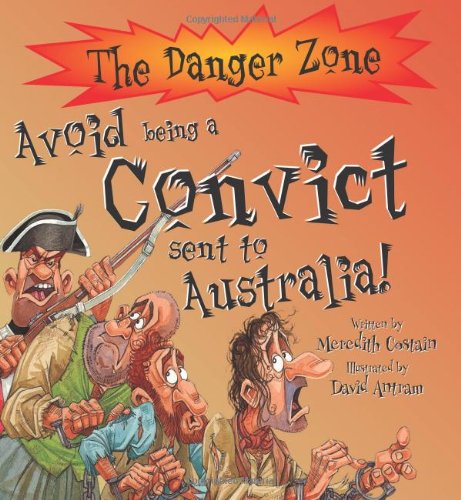 The Danger Zone
Avoid being a
Convict
sent to
Australia!
Written by
Meredith Costain
Illustrated by
David Antram